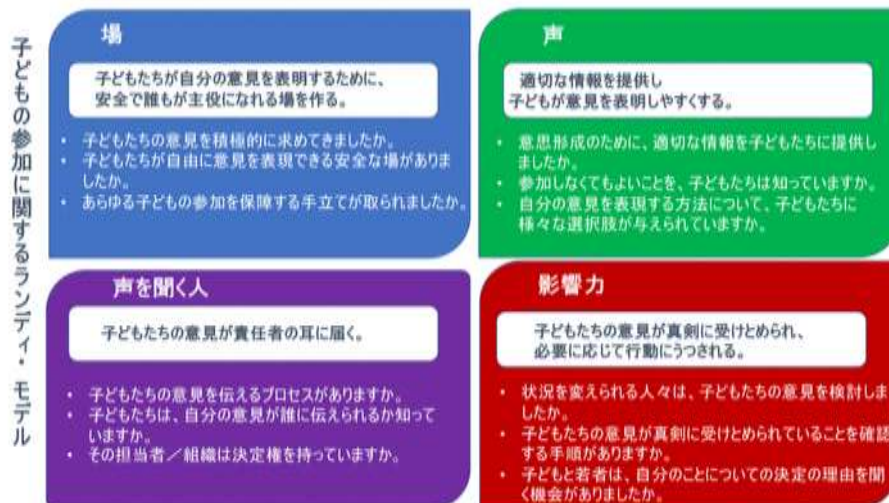 子どもの参加に関するランディ・モデル
場
子どもたちが自分の意見を表明するために、
安全で誰もが主役になれる場を作る。
• 子どもたちの意見を積極的に求めてきましたか。
• 子どもたちが自由に意見を表現できる安全な場がありま
したか。
• あらゆる子どもの参加を保障する手立てが取られましたか。
声
適切な情報を提供し
子どもが意見を表明しやすくする。
• 意思形成のために、適切な情報を子どもたちに提供し
ましたか。
• 参加しなくてもよいことを、子どもたちは知っていますか。
• 自分の意見を表現する方法について、子どもたちに
様々な選択肢が与えられていますか。
声を聞く人
子どもたちの意見が責任者の耳に届く。
• 子どもたちの意見を伝えるプロセスがありますか。
• 子どもたちは、自分の意見が誰に伝えられるか知って
いますか。
• その担当者／組織は決定権を持っていますか。
影響力
子どもたちの意見が真剣に受けとめられ、
必要に応じて行動にうつされる。
• 状況を変えられる人々は、子どもたちの意見を検討しま
したか。
• 子どもたちの意見が真剣に受けとめられていることを確認
する手順がありますか。
• 子どもと若者は、自分のことについての決定の理由を聞
く機会がありましたか。